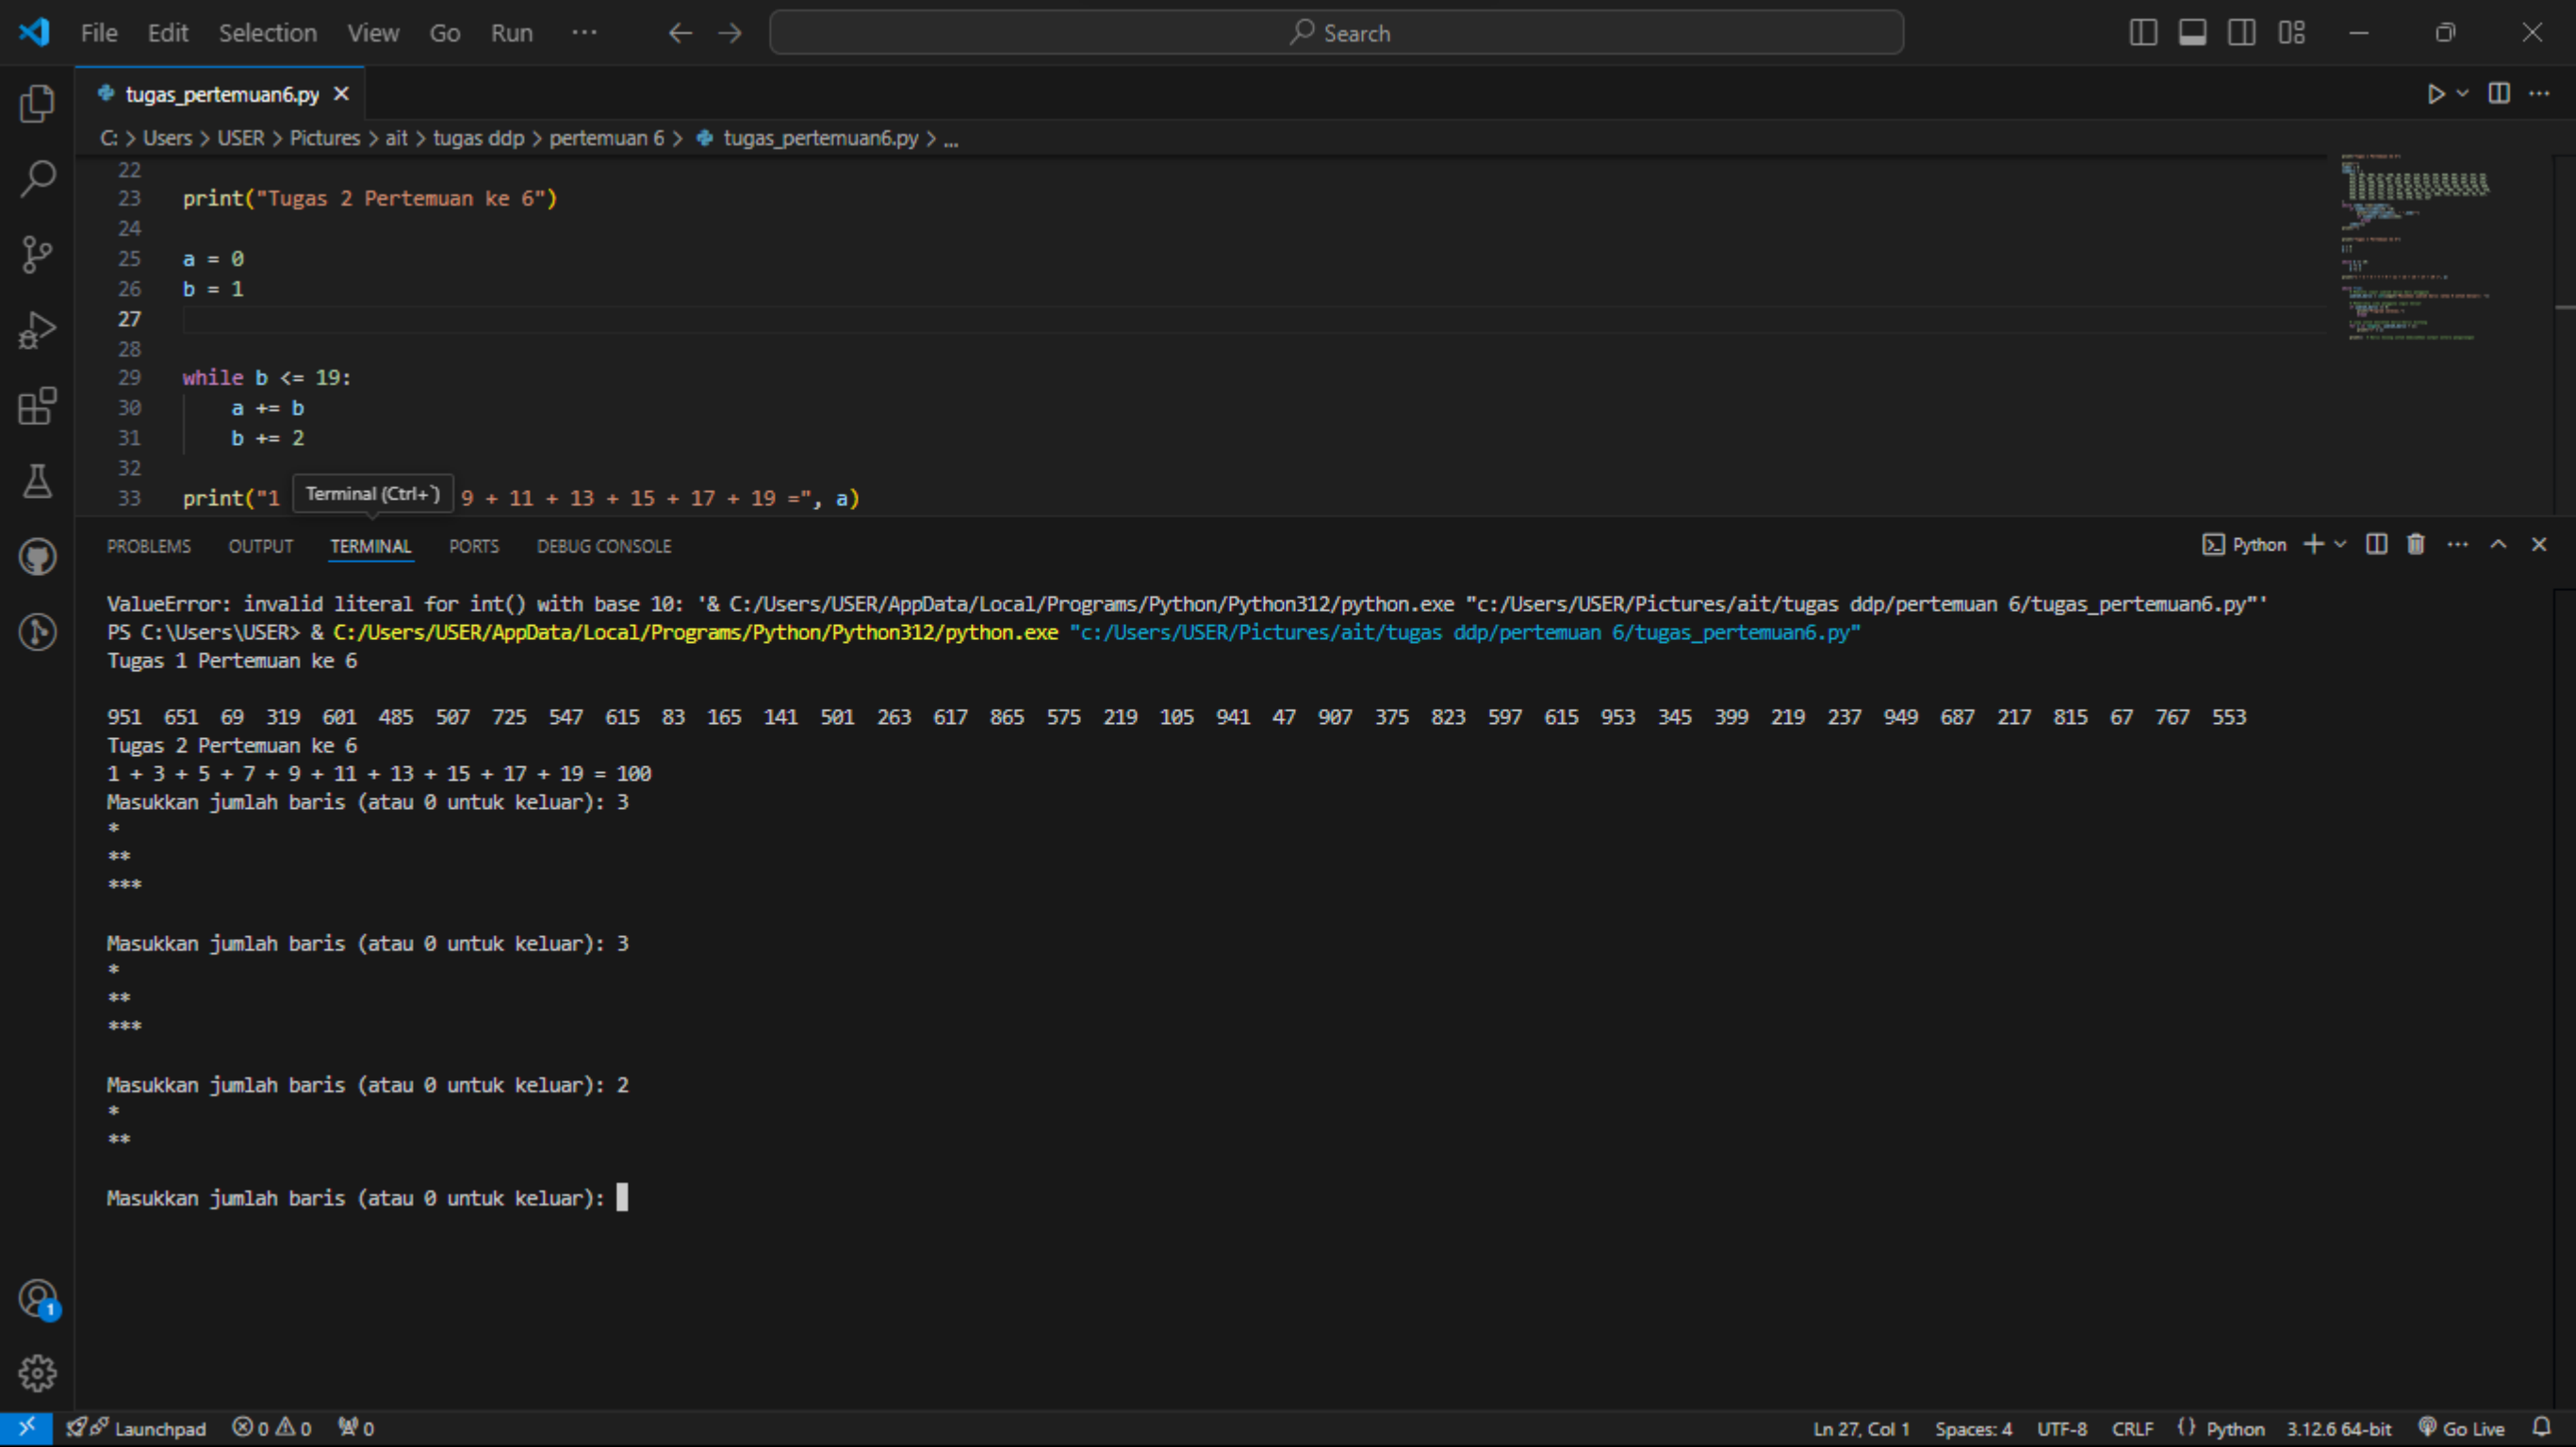 File Edit Selection View Go Run ··· Search
tugas_pertemuan6.py
C: > Users > USER > Pictures > ait > tugas ddp > pertemuan 6 > tugas_pertemuan6.py > ...
22
23 print("Tugas 2 Pertemuan ke 6")
24
25 a = 0
26 b = 1
27
28
29 while b <= 19:
30 a += b
31 b += 2
32
33 print("1 9 + 11 + 13 + 15 + 17 + 19 =", a)
Terminal (Ctrl+`)
PROBLEMS OUTPUT TERMINAL PORTS DEBUG CONSOLE Python
ValueError: invalid literal for int() with base 10: '& C:/Users/USER/AppData/Local/Programs/Python/Python312/python.exe "c:/Users/USER/Pictures/ait/tugas ddp/pertemuan 6/tugas_pertemuan6.py"'
PS C:\Users\USER> & C:/Users/USER/AppData/Local/Programs/Python/Python312/python.exe "c:/Users/USER/Pictures/ait/tugas ddp/pertemuan 6/tugas_pertemuan6.py"
Tugas 1 Pertemuan ke 6
951 651 69 319 601 485 507 725 547 615 83 165 141 501 263 617 865 575 219 105 941 47 907 375 823 597 615 953 345 399 219 237 949 687 217 815 67 767 553
Tugas 2 Pertemuan ke 6
1 + 3 + 5 + 7 + 9 + 11 + 13 + 15 + 17 + 19 = 100
Masukkan jumlah baris (atau 0 untuk keluar): 3
*
**
***
Masukkan jumlah baris (atau 0 untuk keluar): 3
*
**
***
Masukkan jumlah baris (atau 0 untuk keluar): 2
*
**
Masukkan jumlah baris (atau 0 untuk keluar):
1
Launchpad 0 0 0 Ln 27, Col 1 Spaces: 4 UTF-8 CRLF {} Python 3.12.6 64-bit Go Live